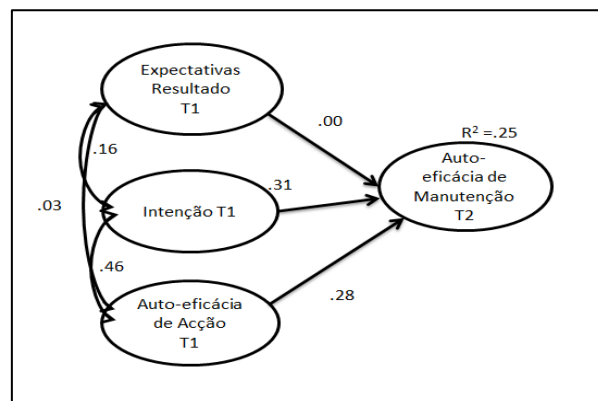 Expectativas
Resultado
T1
.00
R² =.25
Auto-
eficácia de
Manutenção
T2
.16
.31
.03
Intenção T1
.46
.28
Auto-eficácia
de Acção
T1